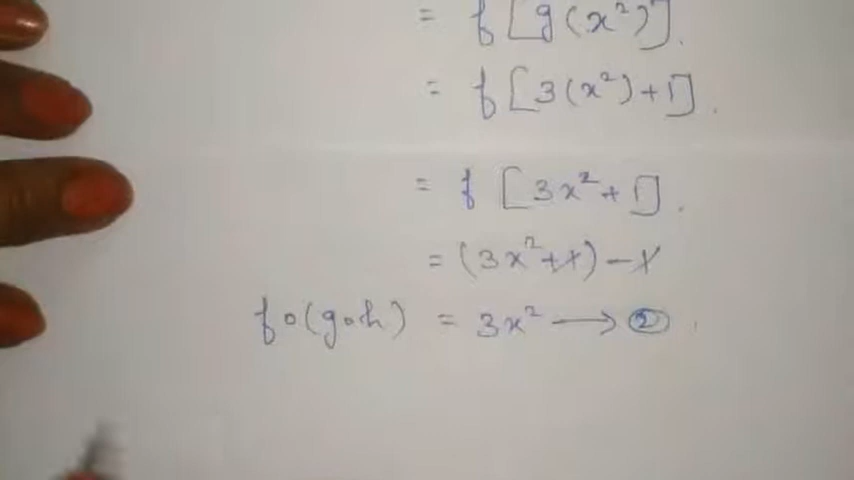 = f [g(x²)].
= f [3(x²)+1].
= f [3x²+1].
= (3x²+1) - 1
fo(goh) = 3x² → ②.